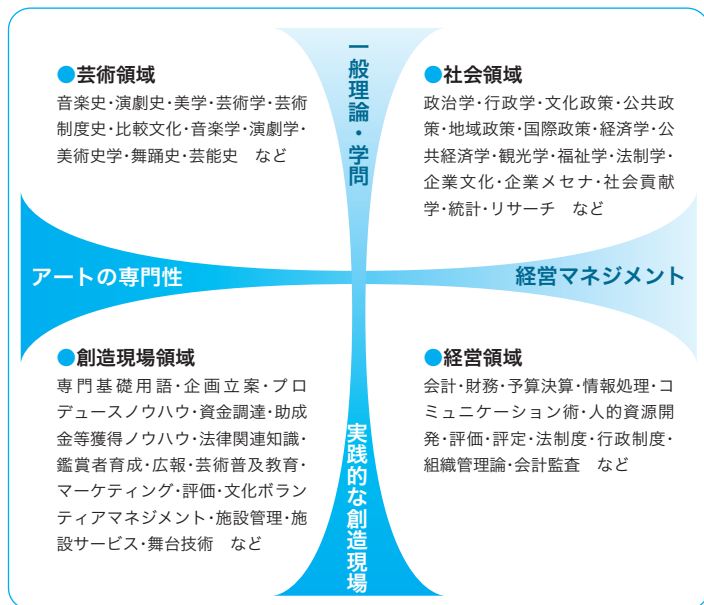 一般理論・学問
●芸術領域
音楽史・演劇史・美学・芸術学・芸術
制度史・比較文化・音楽学・演劇学・
美術史学・舞踊史・芸能史　など
●社会領域
政治学・行政学・文化政策・公共政
策・地域政策・国際政策・経済学・公
共経済学・観光学・福祉学・法制学・
企業文化・企業メセナ・社会貢献
学・統計・リサーチ　など
アートの専門性
経営マネジメント
●創造現場領域
専門基礎用語・企画立案・プロ
デュースノウハウ・資金調達・助成
金等獲得ノウハウ・法律関連知識・
鑑賞者育成・広報・芸術普及教育・
マーケティング・評価・文化ボラン
ティアマネジメント・施設管理・施
設サービス・舞台技術　など
●経営領域
会計・財務・予算決算・情報処理・コ
ミュニケーション術・人的資源開
発・評価・評定・法制度・行政制度・
組織管理論・会計監査　など
実践的な創造現場